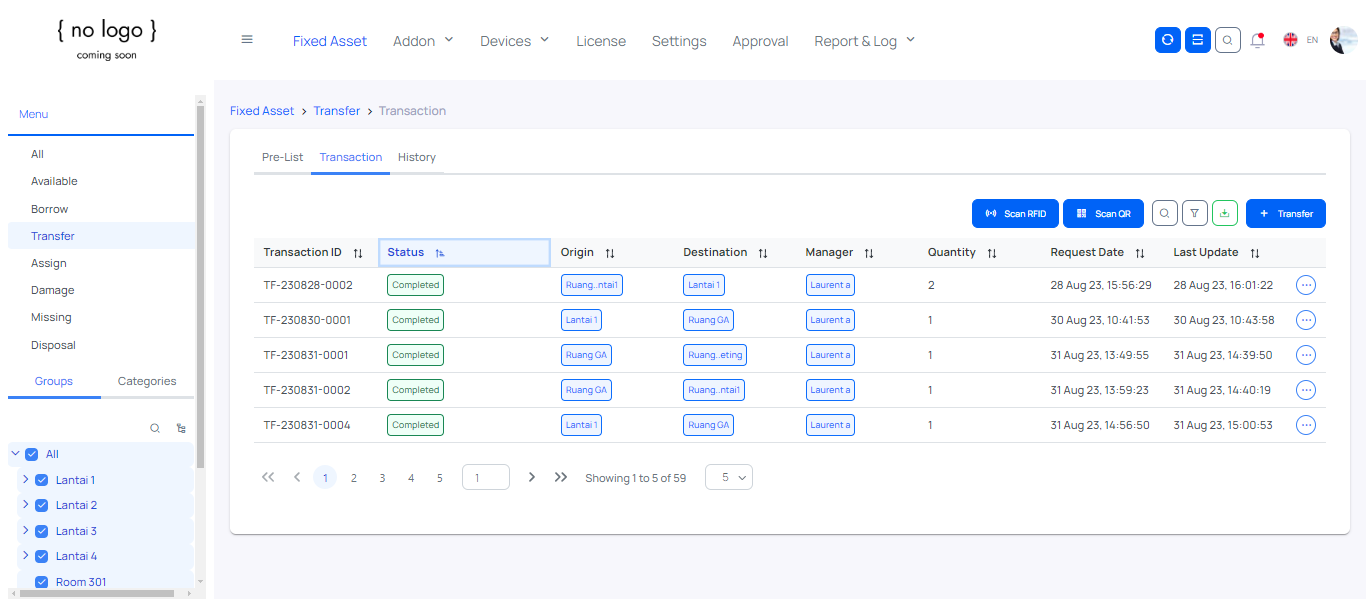 { no logo }
coming soon
Fixed Asset Addon Devices License Settings Approval Report & Log EN
Menu
All
Available
Borrow
Transfer
Assign
Damage
Missing
Disposal
Groups Categories
All
Lantai 1
Lantai 2
Lantai 3
Lantai 4
Room 301
Fixed Asset > Transfer > Transaction
Pre-List Transaction History
Scan RFID Scan QR + Transfer
Transaction ID Status Origin Destination Manager Quantity Request Date Last Update
TF-230828-0002 Completed Ruang..ntai1 Lantai 1 Laurent a 2 28 Aug 23, 15:56:29 28 Aug 23, 16:01:22
TF-230830-0001 Completed Lantai 1 Ruang GA Laurent a 1 30 Aug 23, 10:41:53 30 Aug 23, 10:43:58
TF-230831-0001 Completed Ruang GA Ruang..eting Laurent a 1 31 Aug 23, 13:49:55 31 Aug 23, 14:39:50
TF-230831-0002 Completed Ruang GA Ruang..ntai1 Laurent a 1 31 Aug 23, 13:59:23 31 Aug 23, 14:40:19
TF-230831-0004 Completed Lantai 1 Ruang GA Laurent a 1 31 Aug 23, 14:56:50 31 Aug 23, 15:00:53
1 2 3 4 5 1 Showing 1 to 5 of 59 5